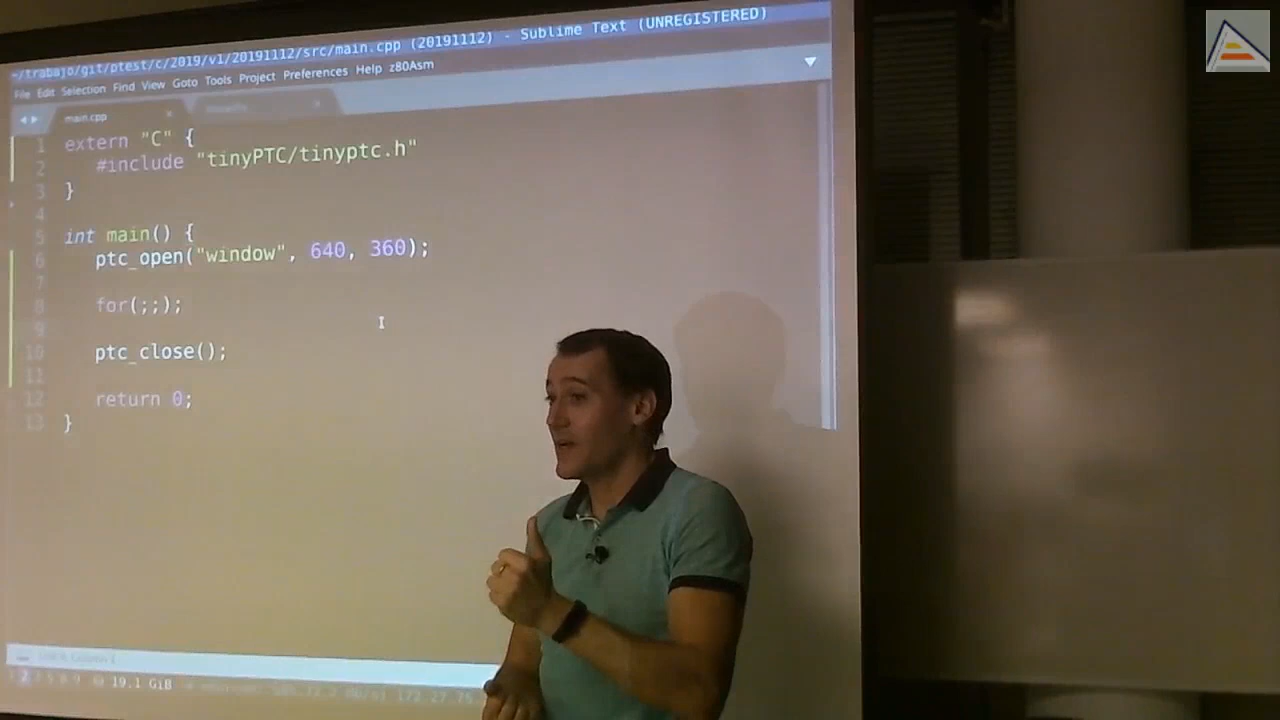 ~/trabajo/git/ptest/c/2019/v1/20191112/src/main.cpp (20191112) - Sublime Text (UNREGISTERED)
File Edit Selection Find View Goto Tools Project Preferences Help z80Asm
main.cpp
1 extern "C" {
2 #include "tinyPTC/tinyptc.h"
3 }
4
5 int main() {
6 ptc_open("window", 640, 360);
7
8 for(;;);
9
10 ptc_close();
11
12 return 0;
13 }
19.1 GiB